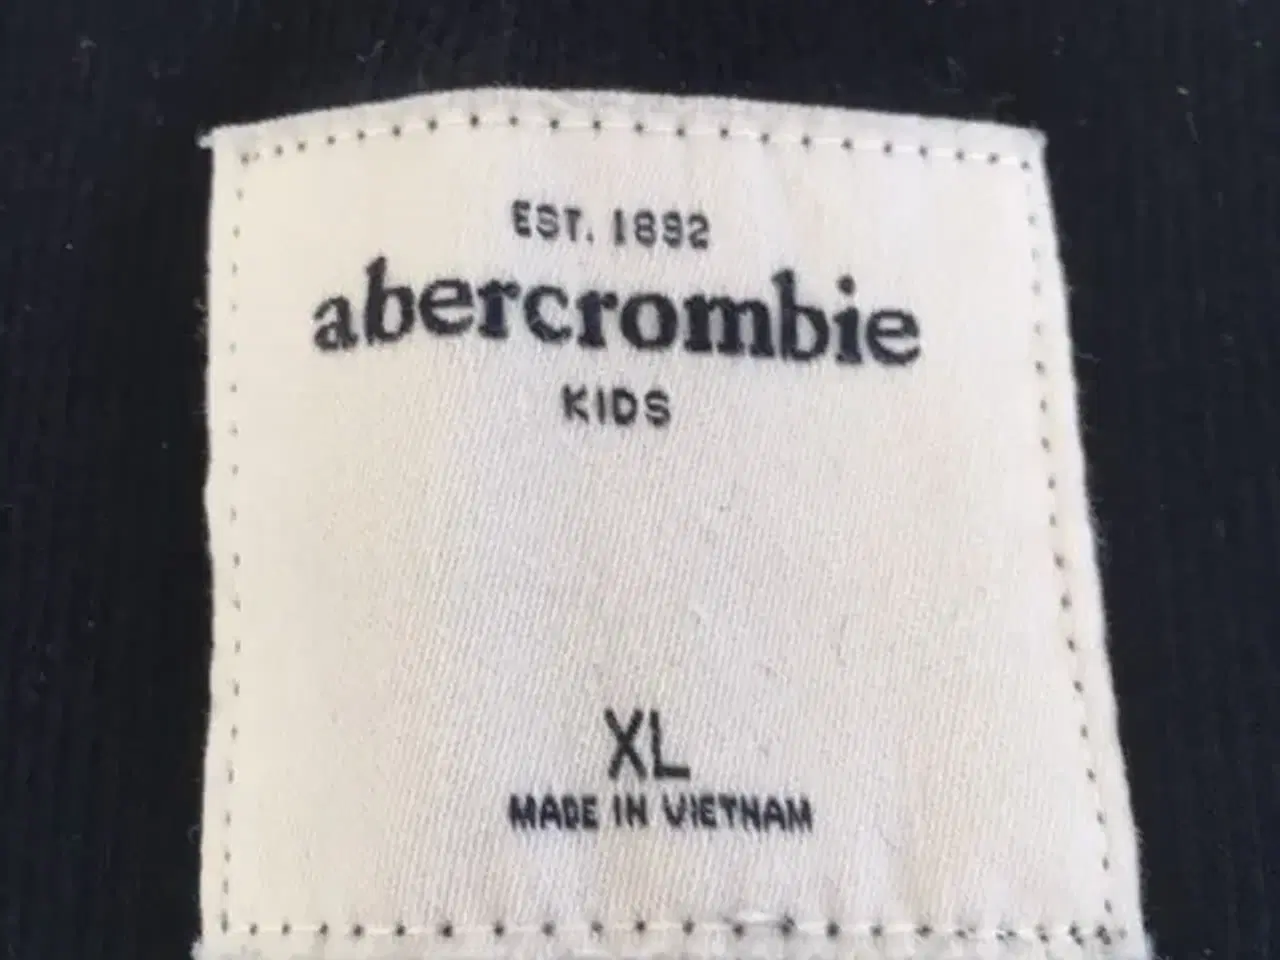 EST. 1892
abercrombie
KIDS
XL
MADE IN VIETNAM